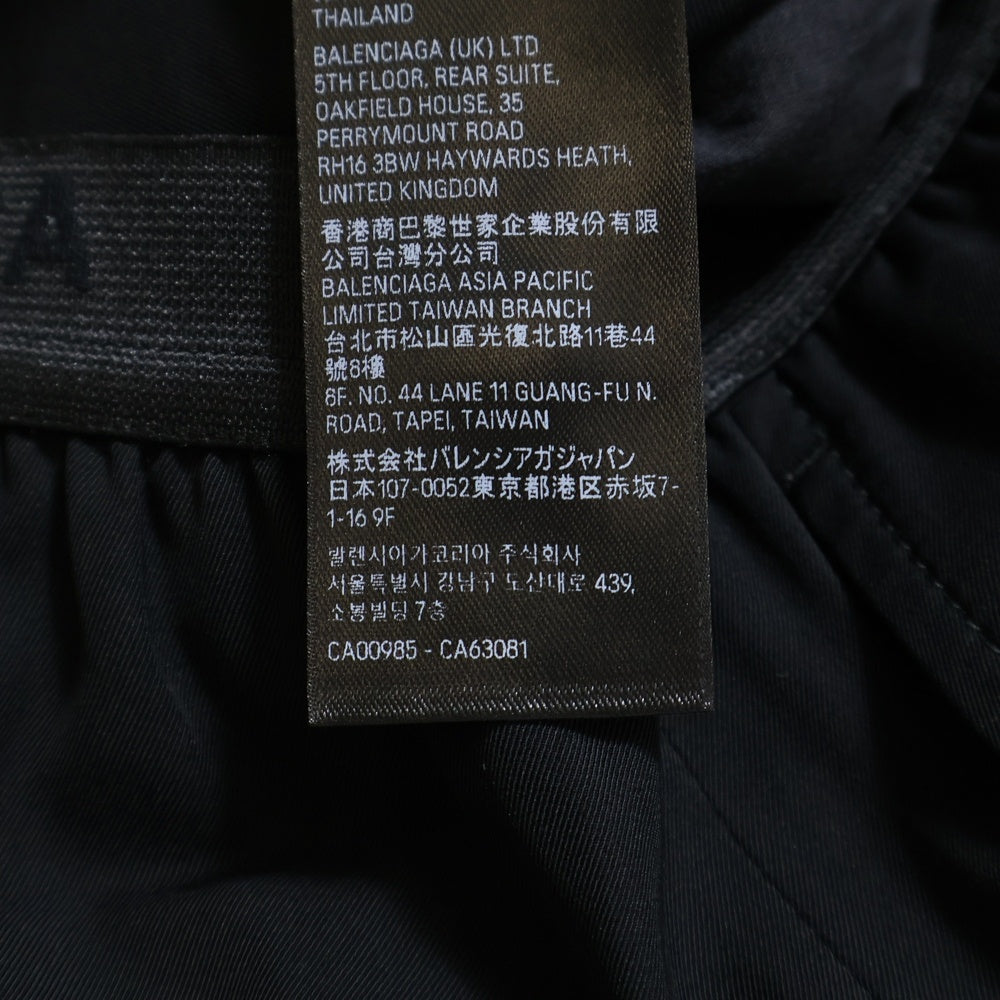 THAILAND
BALENCIAGA (UK) LTD
5TH FLOOR, REAR SUITE,
OAKFIELD HOUSE, 35
PERRYMOUNT ROAD
RH16 3BW HAYWARDS HEATH,
UNITED KINGDOM
香港商巴黎世家企業股份有限
公司台灣分公司
BALENCIAGA ASIA PACIFIC
LIMITED TAIWAN BRANCH
台北市松山區光復北路11巷44
號8樓
8F. NO. 44 LANE 11 GUANG-FU N.
ROAD, TAPEI, TAIWAN
株式会社バレンシアガジャパン
日本107-0052東京都港区赤坂7-
1-16 9F
발렌시아가코리아 주식회사
서울특별시 강남구 도산대로 439,
소봉빌딩 7층
CA00985 - CA63081
A